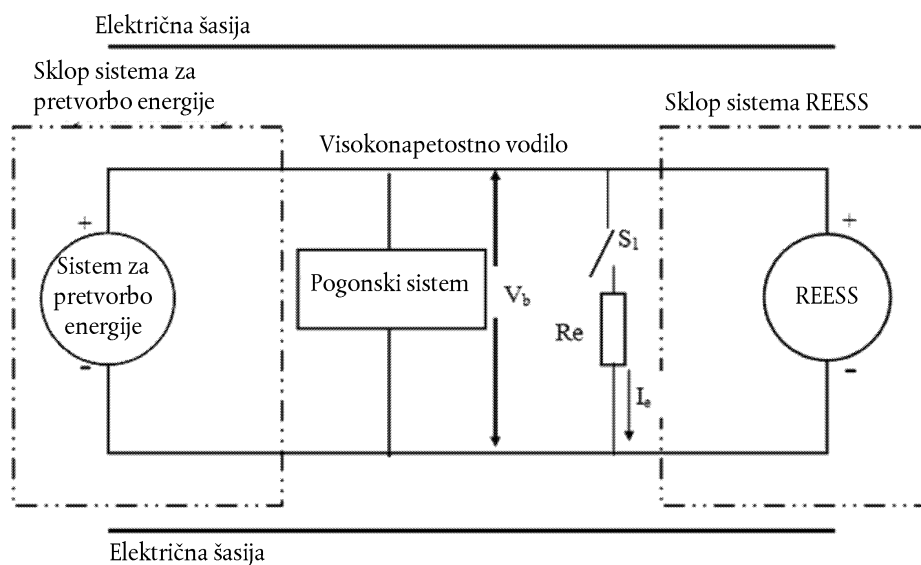 Električna šasija
Sklop sistema za
pretvorbo energije
Sklop sistema REESS
Visokonapetostno vodilo
+
Sistem za
pretvorbo
energije
-
Pogonski sistem
Vb
S1
Re
Ie
+
REESS
-
Električna šasija